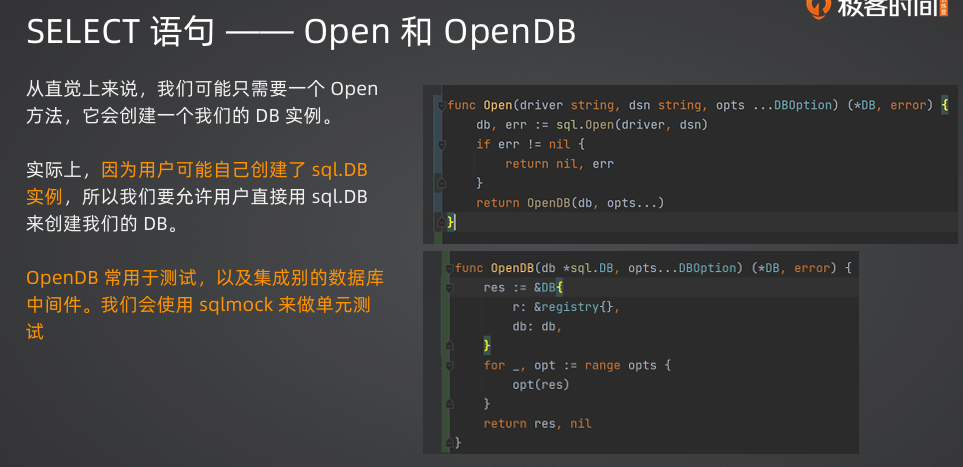 SELECT 语句 —— Open 和 OpenDB
极客时间
从直觉上来说，我们可能只需要一个 Open
方法，它会创建一个我们的 DB 实例。
实际上，因为用户可能自己创建了 sql.DB
实例，所以我们要允许用户直接用 sql.DB
来创建我们的 DB。
OpenDB 常用于测试，以及集成别的数据库
中间件。我们会使用 sqlmock 来做单元测
试
func Open(driver string, dsn string, opts ...DBOption) (*DB, error) {
    db, err := sql.Open(driver, dsn)
    if err != nil {
        return nil, err
    }
    return OpenDB(db, opts...)
}
func OpenDB(db *sql.DB, opts...DBOption) (*DB, error) {
    res := &DB{
        r: &registry{},
        db: db,
    }
    for _, opt := range opts {
        opt(res)
    }
    return res, nil
}